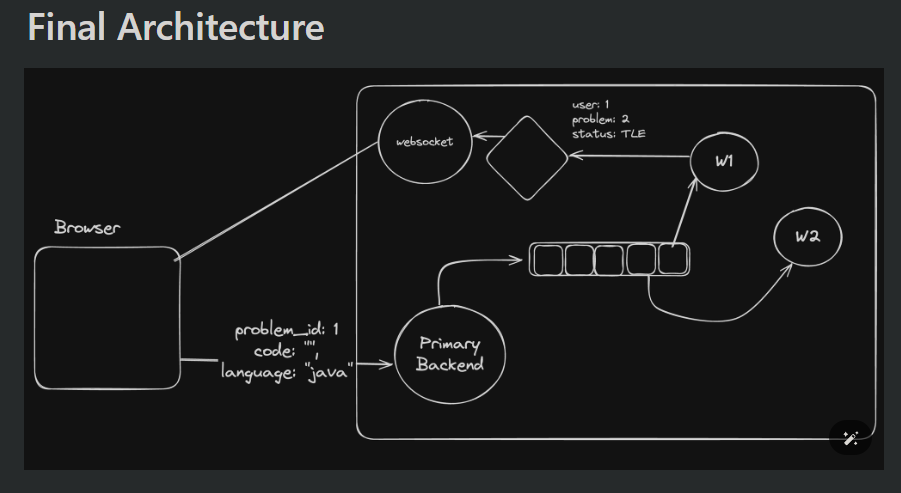 Final Architecture
user: 1
problem: 2
status: TLE
websocket
W1
W2
Browser
problem_id: 1
code: "",
language: "java"
Primary
Backend